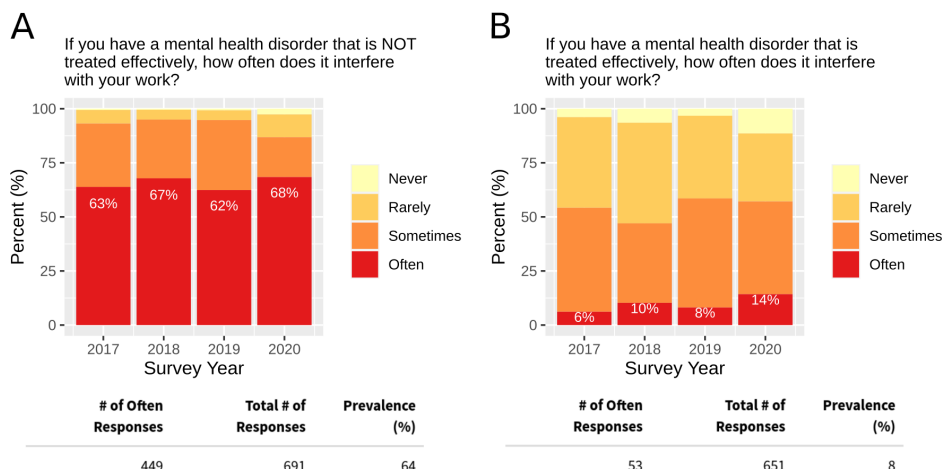 A
If you have a mental health disorder that is NOT
treated effectively, how often does it interfere
with your work?
100
75
50
25
0
Percent (%)
63%
67%
62%
68%
2017
2018
2019
2020
Survey Year
Never
Rarely
Sometimes
Often
# of Often Total # of Prevalence
Responses Responses (%)
449 691 64
B
If you have a mental health disorder that is
treated effectively, how often does it interfere
with your work?
100
75
50
25
0
Percent (%)
6%
10%
8%
14%
2017
2018
2019
2020
Survey Year
Never
Rarely
Sometimes
Often
# of Often Total # of Prevalence
Responses Responses (%)
53 651 8